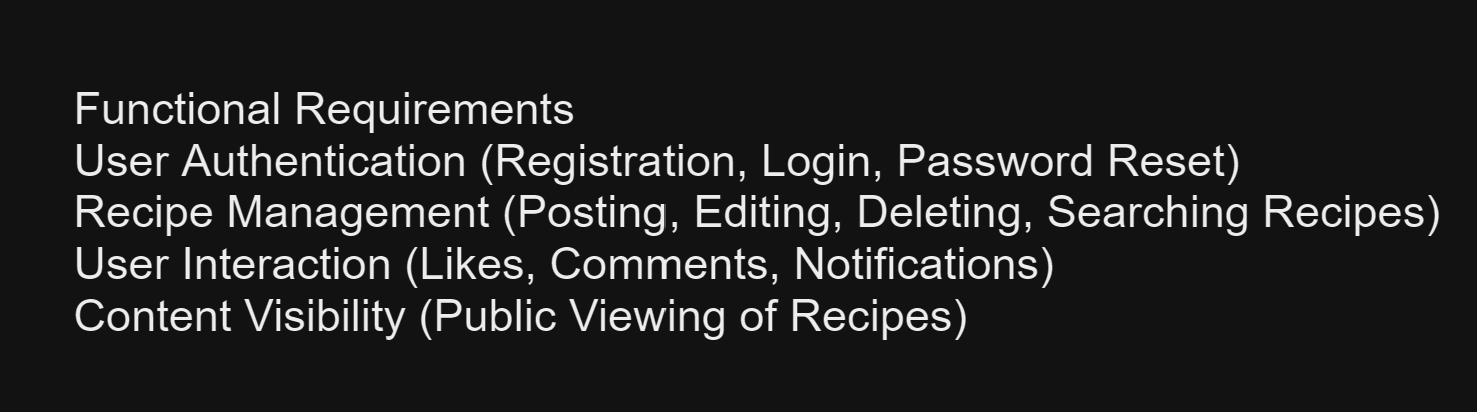 Functional Requirements
User Authentication (Registration, Login, Password Reset)
Recipe Management (Posting, Editing, Deleting, Searching Recipes)
User Interaction (Likes, Comments, Notifications)
Content Visibility (Public Viewing of Recipes)